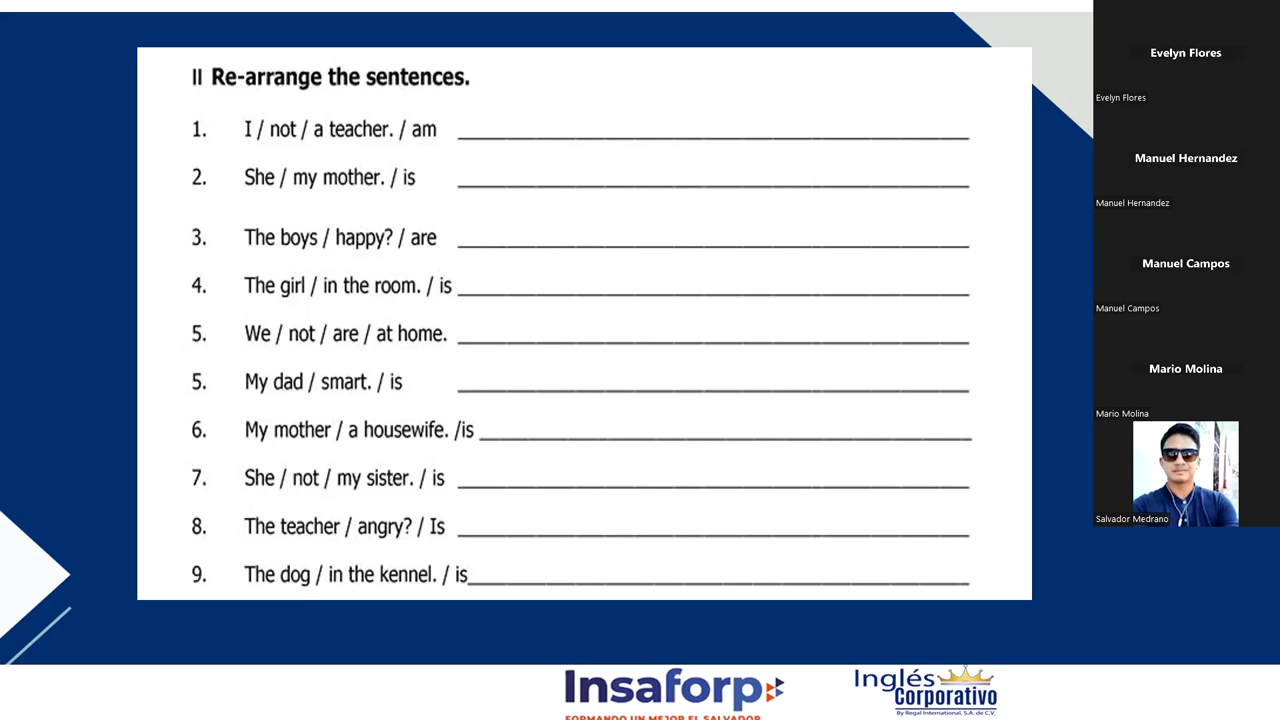 II Re-arrange the sentences.
1. I / not / a teacher. / am
2. She / my mother. / is
3. The boys / happy? / are
4. The girl / in the room. / is
5. We / not / are / at home.
5. My dad / smart. / is
6. My mother / a housewife. /is
7. She / not / my sister. / is
8. The teacher / angry? / Is
9. The dog / in the kennel. / is
Evelyn Flores
Evelyn Flores
Manuel Hernandez
Manuel Hernandez
Manuel Campos
Manuel Campos
Mario Molina
Mario Molina
Salvador Medrano
Insaforp
FORMANDO UN MEJOR EL SALVADOR
Inglés
Corporativo
By Regal International, S.A. de C.V.